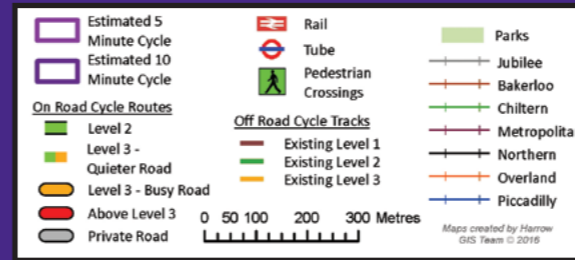 Estimated 5
Minute Cycle
Estimated 10
Minute Cycle
On Road Cycle Routes
Level 2
Level 3 -
Quieter Road
Level 3 - Busy Road
Above Level 3
Private Road
Rail
Tube
Pedestrian
Crossings
Off Road Cycle Tracks
Existing Level 1
Existing Level 2
Existing Level 3
0 50 100 200 300 Metres
Parks
Jubilee
Bakerloo
Chiltern
Metropolita
Northern
Overland
Piccadilly
Maps created by Harrow
GIS Team © 2016